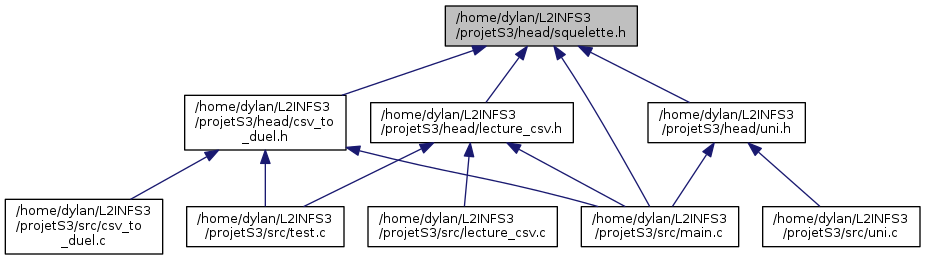 /home/dylan/L2INFS3
/projetS3/head/squelette.h
/home/dylan/L2INFS3
/projetS3/head/csv_to
_duel.h
/home/dylan/L2INFS3
/projetS3/head/lecture_csv.h
/home/dylan/L2INFS3
/projetS3/head/uni.h
/home/dylan/L2INFS3
/projetS3/src/csv_to
_duel.c
/home/dylan/L2INFS3
/projetS3/src/test.c
/home/dylan/L2INFS3
/projetS3/src/lecture_csv.c
/home/dylan/L2INFS3
/projetS3/src/main.c
/home/dylan/L2INFS3
/projetS3/src/uni.c